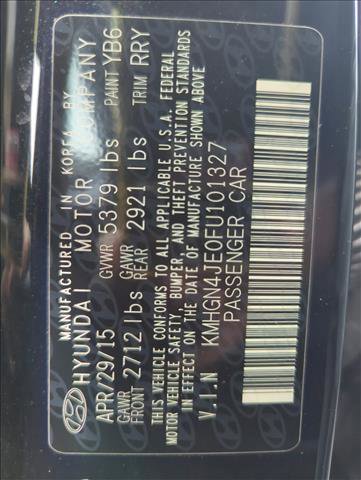 MANUFACTURED IN KOREA BY
HYUNDAI MOTOR COMPANY
APR/29/15 GVWR 5379 lbs PAINT YB6
GAWR FRONT 2712 lbs GAWR REAR 2921 lbs TRIM RRY
THIS VEHICLE CONFORMS TO ALL APPLICABLE U.S.A. FEDERAL
MOTOR VEHICLE SAFETY, BUMPER, AND THEFT PREVENTION STANDARDS
IN EFFECT ON THE DATE OF MANUFACTURE SHOWN ABOVE
V.I.N KMHGN4JE0FU101327
PASSENGER CAR